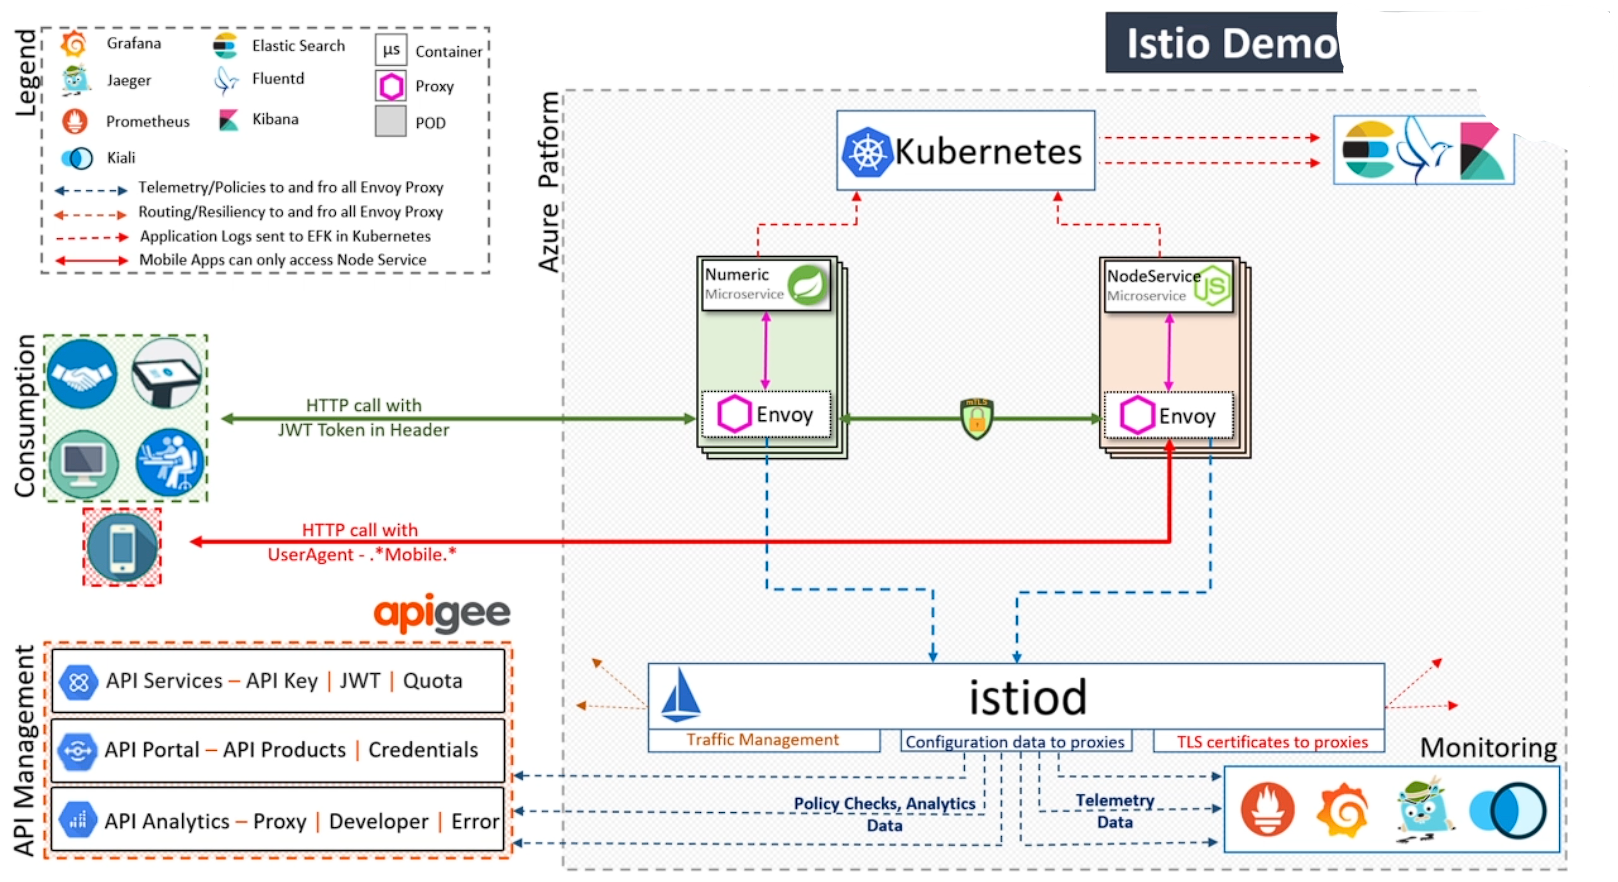 Istio Demo
Legend
Grafana
Elastic Search
µs
Container
Jaeger
Fluentd
Proxy
Prometheus
Kibana
POD
Kiali
Telemetry/Policies to and fro all Envoy Proxy
Routing/Resiliency to and fro all Envoy Proxy
Application Logs sent to EFK in Kubernetes
Mobile Apps can only access Node Service
Azure Patform
Kubernetes
Numeric
Microservice
NodeService
Microservice
JS
Consumption
HTTP call with
JWT Token in Header
Envoy
mTLS
Envoy
HTTP call with
UserAgent - .*Mobile.*
apigee
API Management
API Services – API Key | JWT | Quota
API Portal – API Products | Credentials
API Analytics – Proxy | Developer | Error
istiod
Traffic Management
Configuration data to proxies
TLS certificates to proxies
Monitoring
Policy Checks, Analytics
Data
Telemetry
Data